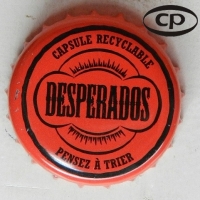 cp
CAPSULE RECYCLABLE
DESPERADOS
PENSEZ À TRIER